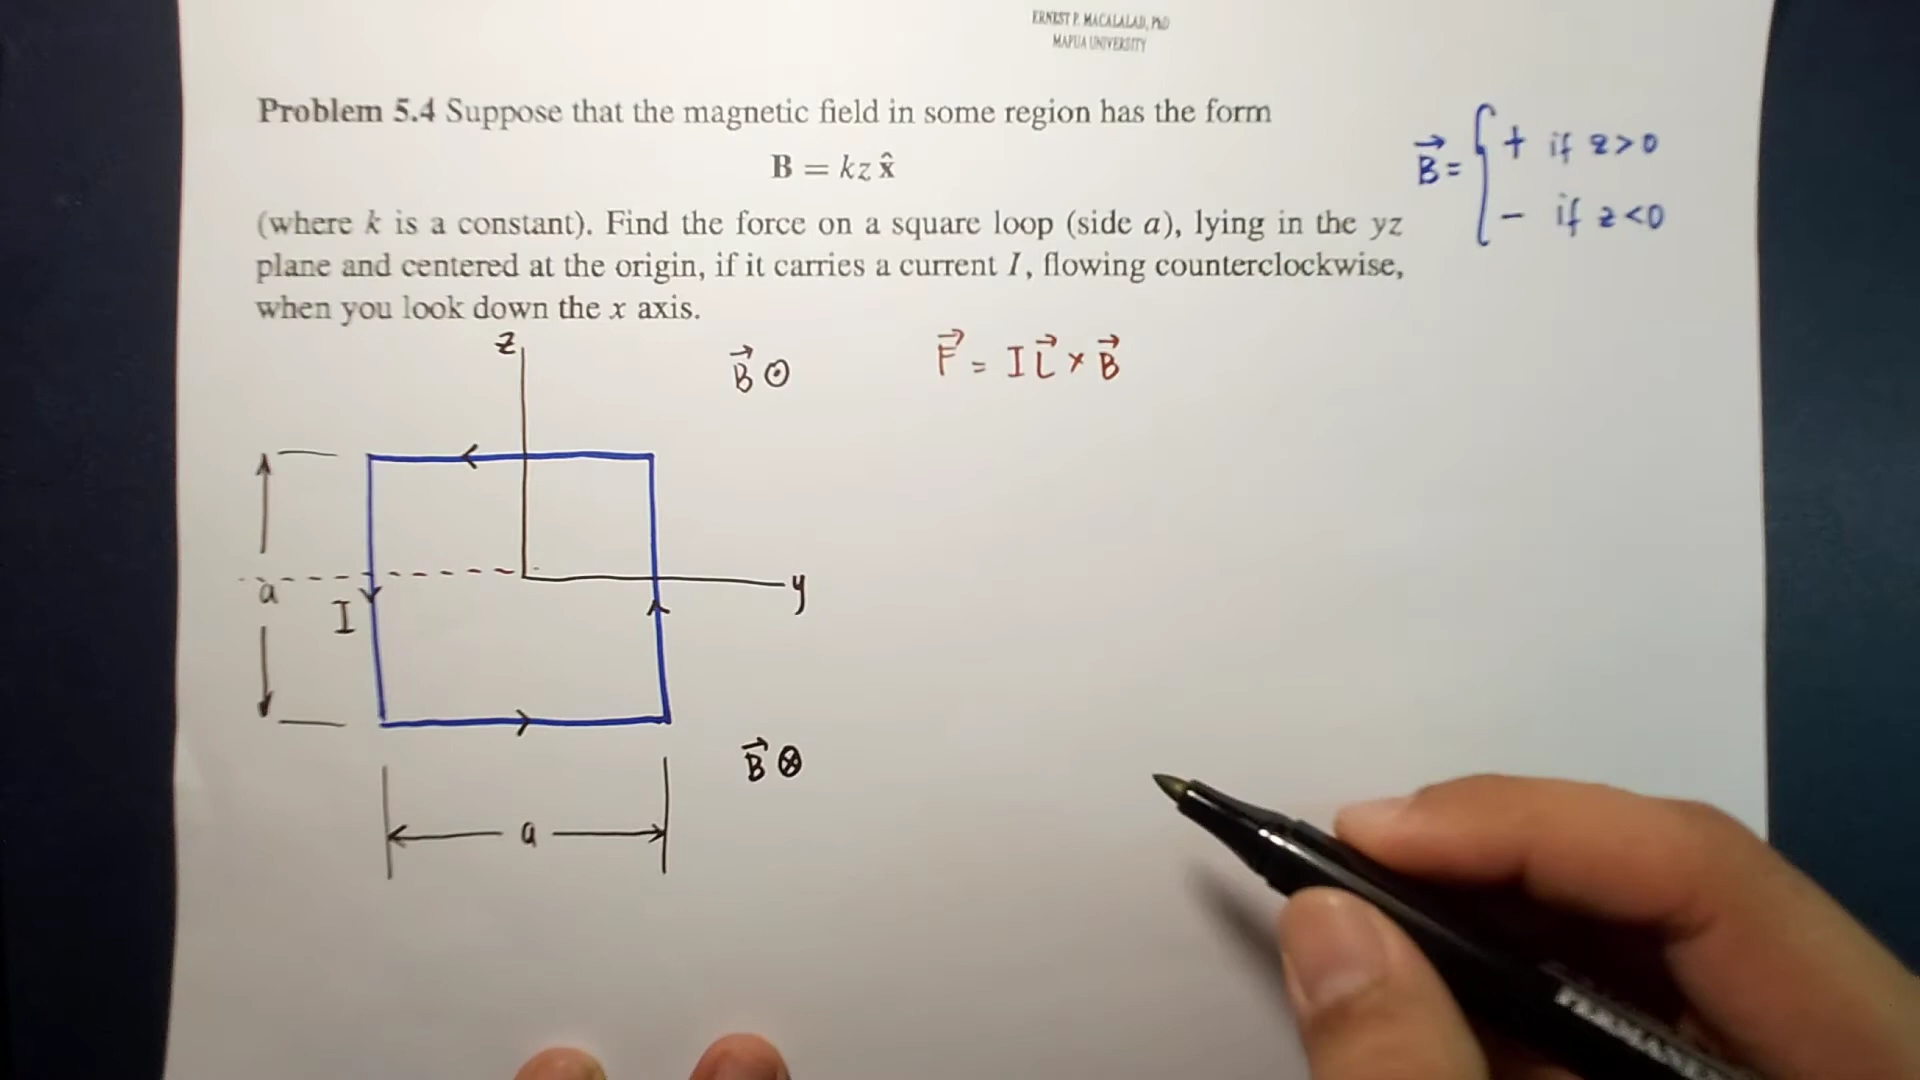 ERNEST P. MACALALAD, PhD
MAPUA UNIVERSITY
Problem 5.4 Suppose that the magnetic field in some region has the form
B = kz x̂
(where k is a constant). Find the force on a square loop (side a), lying in the yz
plane and centered at the origin, if it carries a current I, flowing counterclockwise,
when you look down the x axis.
B⃗ = { + if z>0
− if z<0
z
B⃗ ⊙
F⃗ = I L⃗ × B⃗
a
I
y
B⃗ ⊗
a